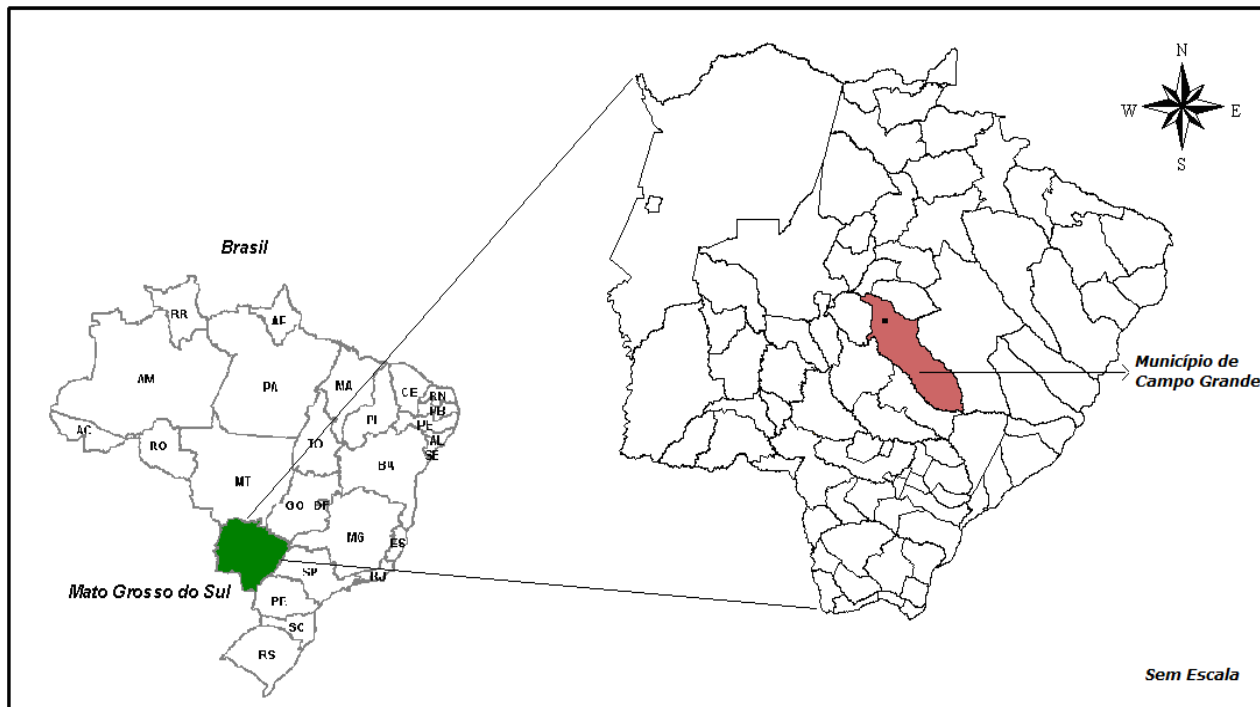 N
W
E
S
Brasil
RR
AP
AM
PA
MA
CE
RN
PB
PI
PE
AL
SE
AC
RO
TO
BA
MT
GO
DF
MG
ES
SP
RJ
Mato Grosso do Sul
PR
SC
RS
Município de
Campo Grande
Sem Escala